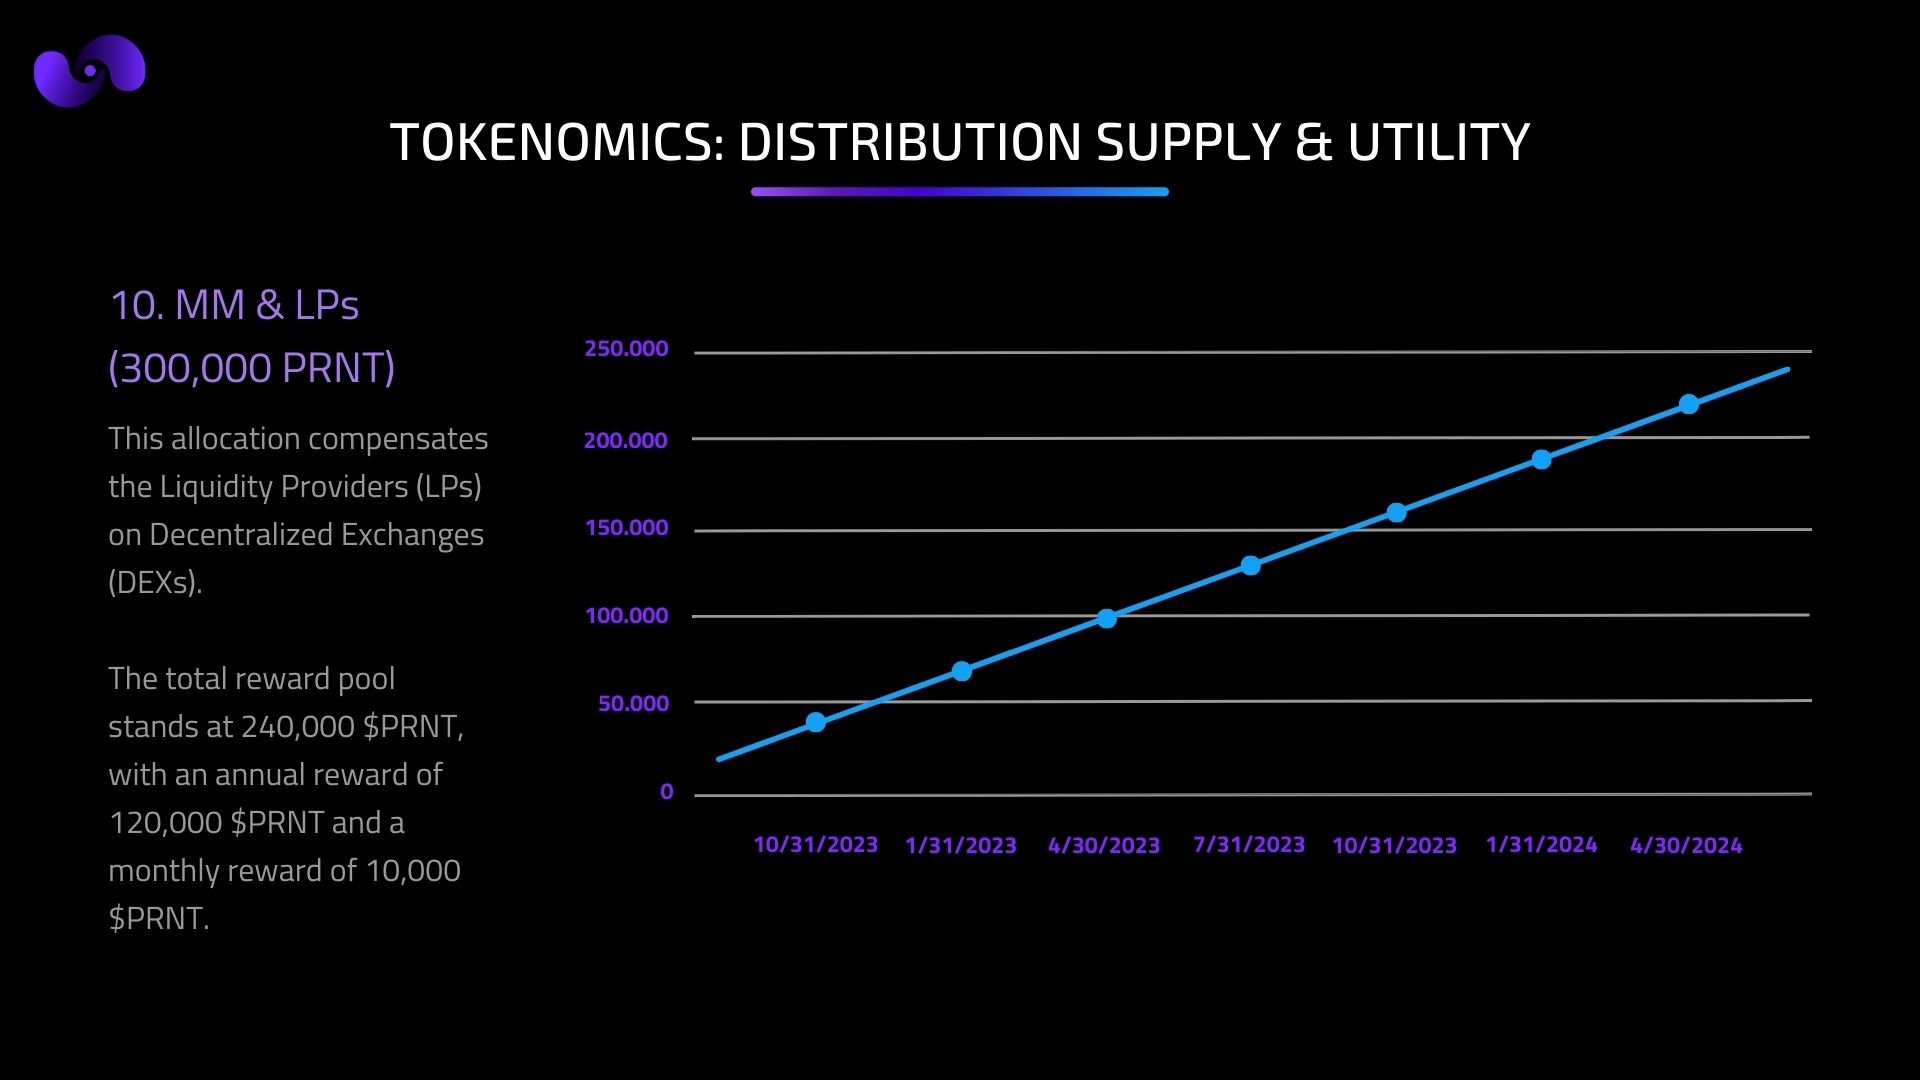 TOKENOMICS: DISTRIBUTION SUPPLY & UTILITY
10. MM & LPs
(300,000 PRNT)
This allocation compensates
the Liquidity Providers (LPs)
on Decentralized Exchanges
(DEXs).
The total reward pool
stands at 240,000 $PRNT,
with an annual reward of
120,000 $PRNT and a
monthly reward of 10,000
$PRNT.
250.000
200.000
150.000
100.000
50.000
0
10/31/2023 1/31/2023 4/30/2023 7/31/2023 10/31/2023 1/31/2024 4/30/2024